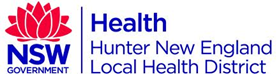 NSW
GOVERNMENT
Health
Hunter New England
Local Health District